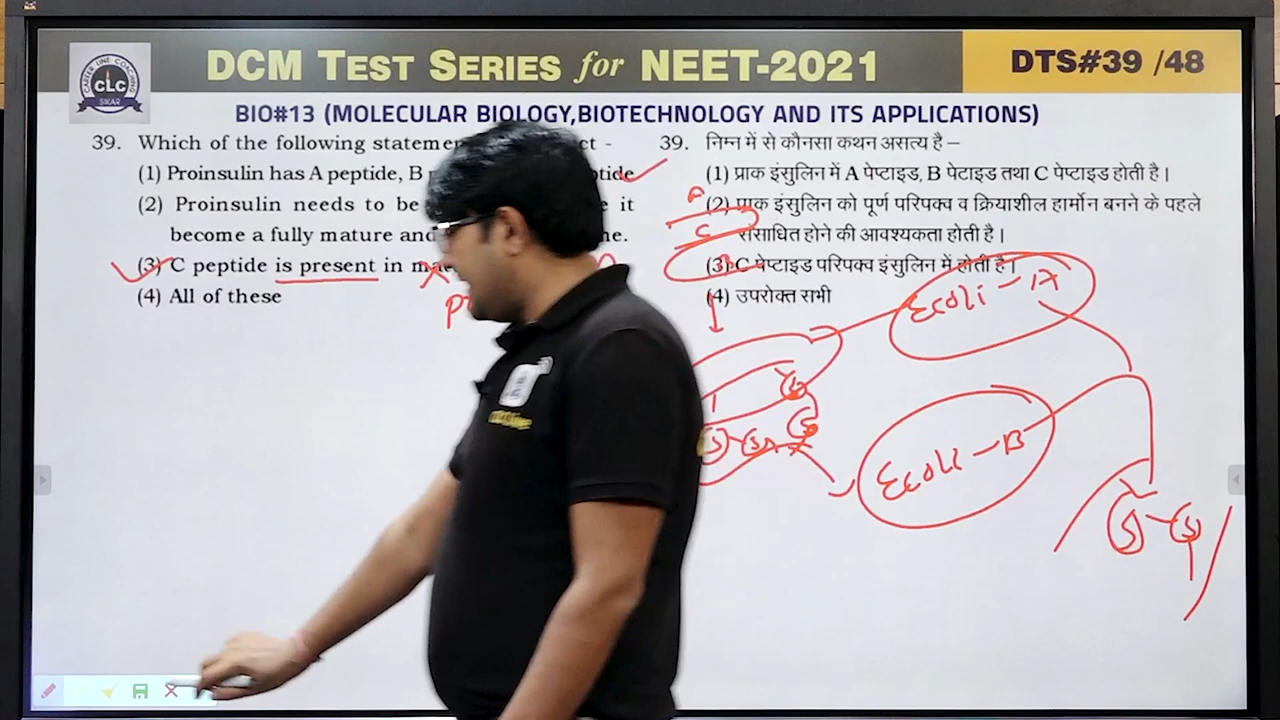 DCM TEST SERIES for NEET-2021
DTS#39 /48
CLC
SIKAR
BIO#13 (MOLECULAR BIOLOGY,BIOTECHNOLOGY AND ITS APPLICATIONS)
39. Which of the following
(1) Proinsulin has A peptide, B
(2) Proinsulin needs to be it
become a fully mature and
(3) C peptide is present in
(4) All of these
39. निम्न में से कौनसा कथन असत्य है –
(1) प्राक इंसुलिन में A पेप्टाइड, B पेटाइड तथा C पेप्टाइड होती है।
(2) प्राक इंसुलिन को पूर्ण परिपक्व व क्रियाशील हार्मोन बनने के पहले
संसाधित होने की आवश्यकता होती है।
(3) C पेप्टाइड परिपक्व इंसुलिन में होती है।
(4) उपरोक्त सभी
A
C
B
Ecoli - A
Ecoli - B
S-S